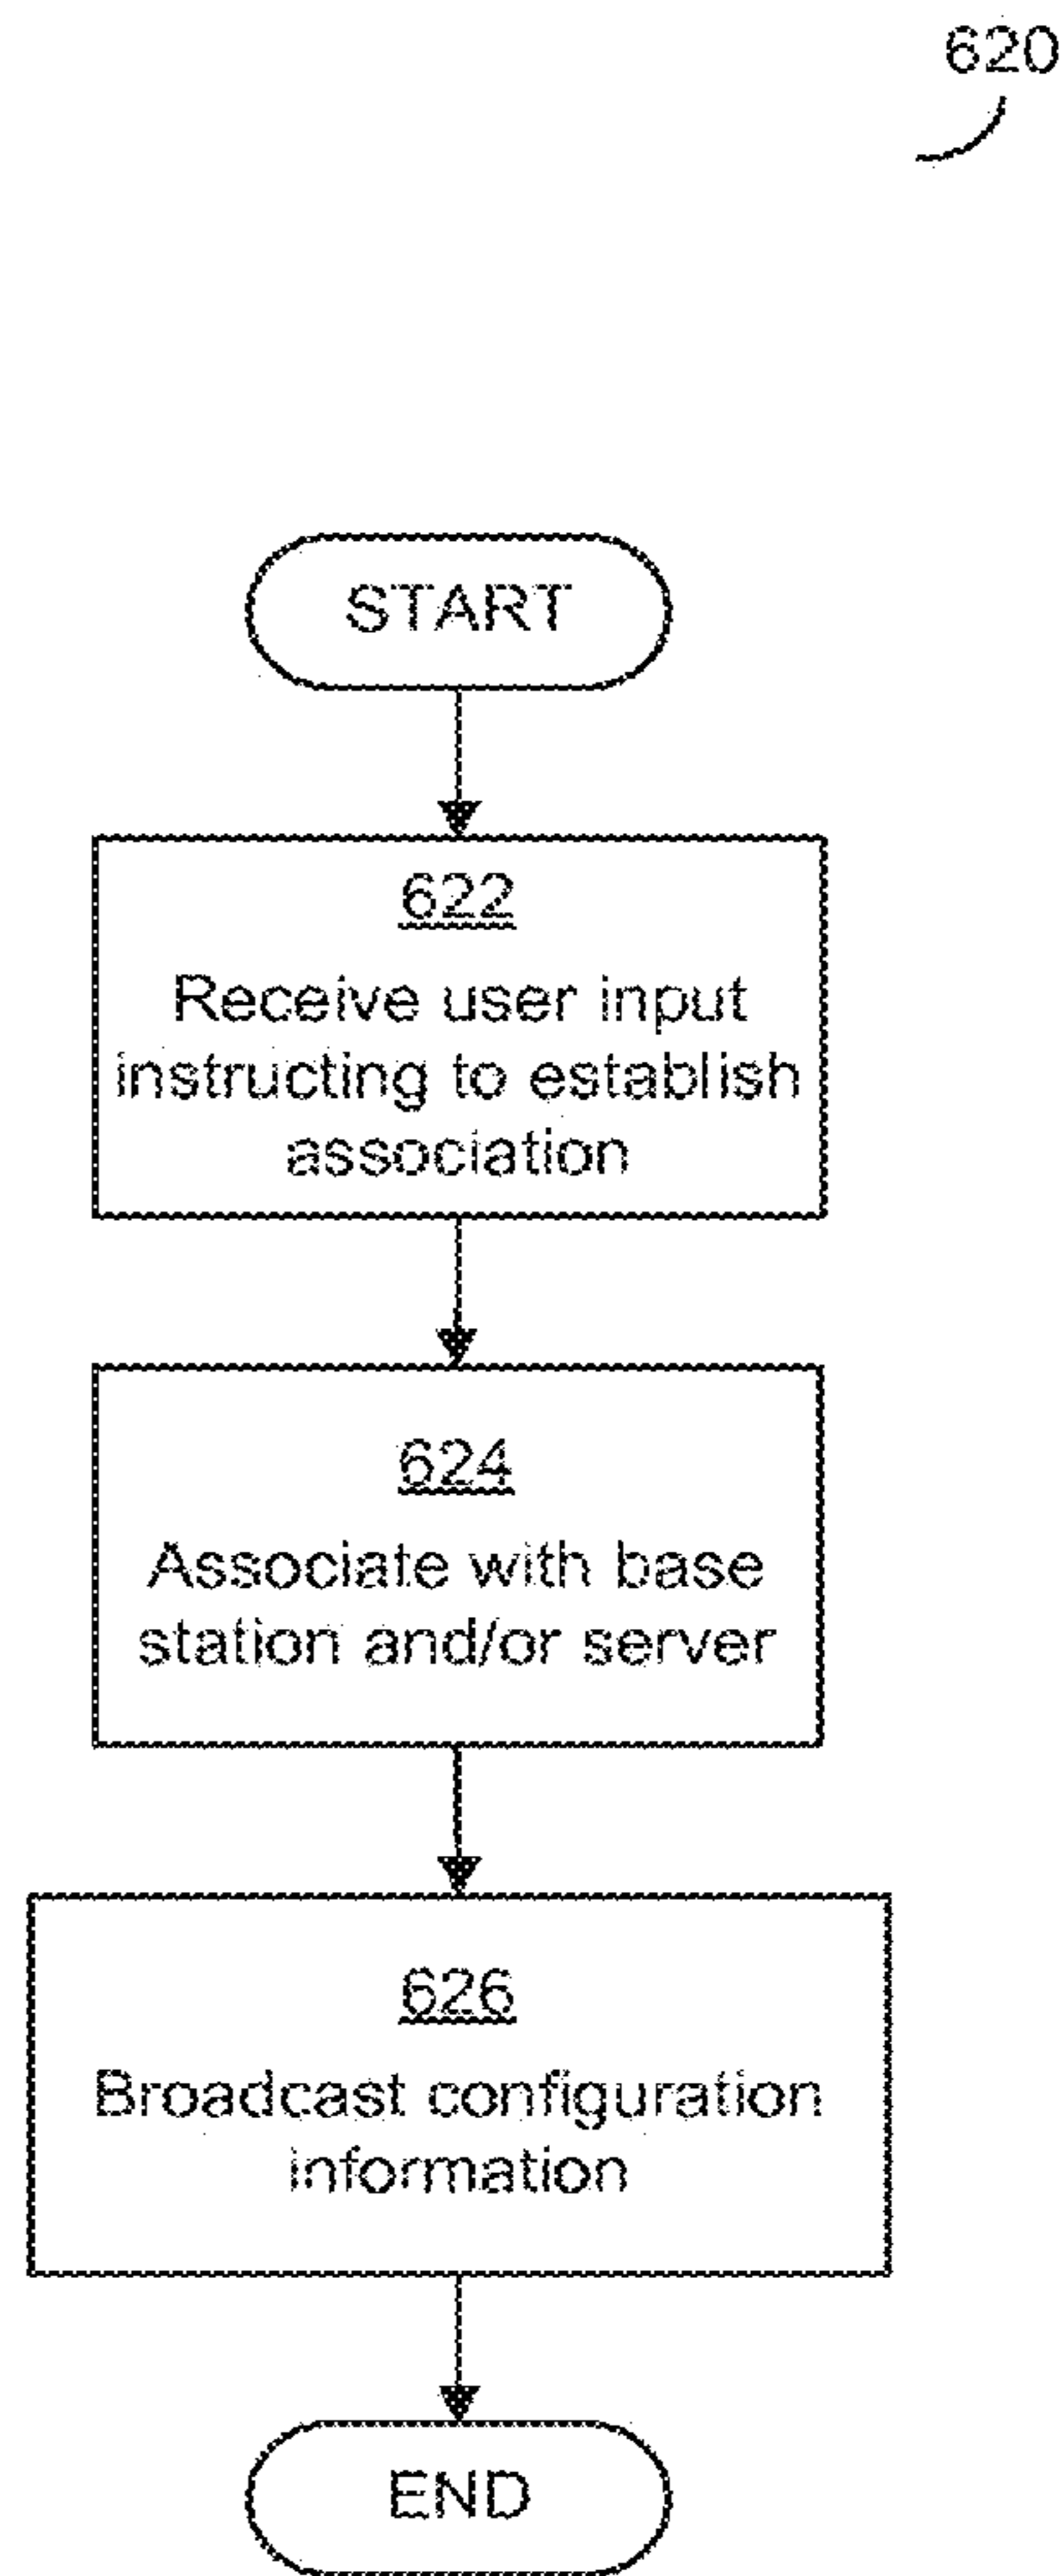 620
START
622
Receive user input
instructing to establish
association
624
Associate with base
station and/or server
626
Broadcast configuration
information
END